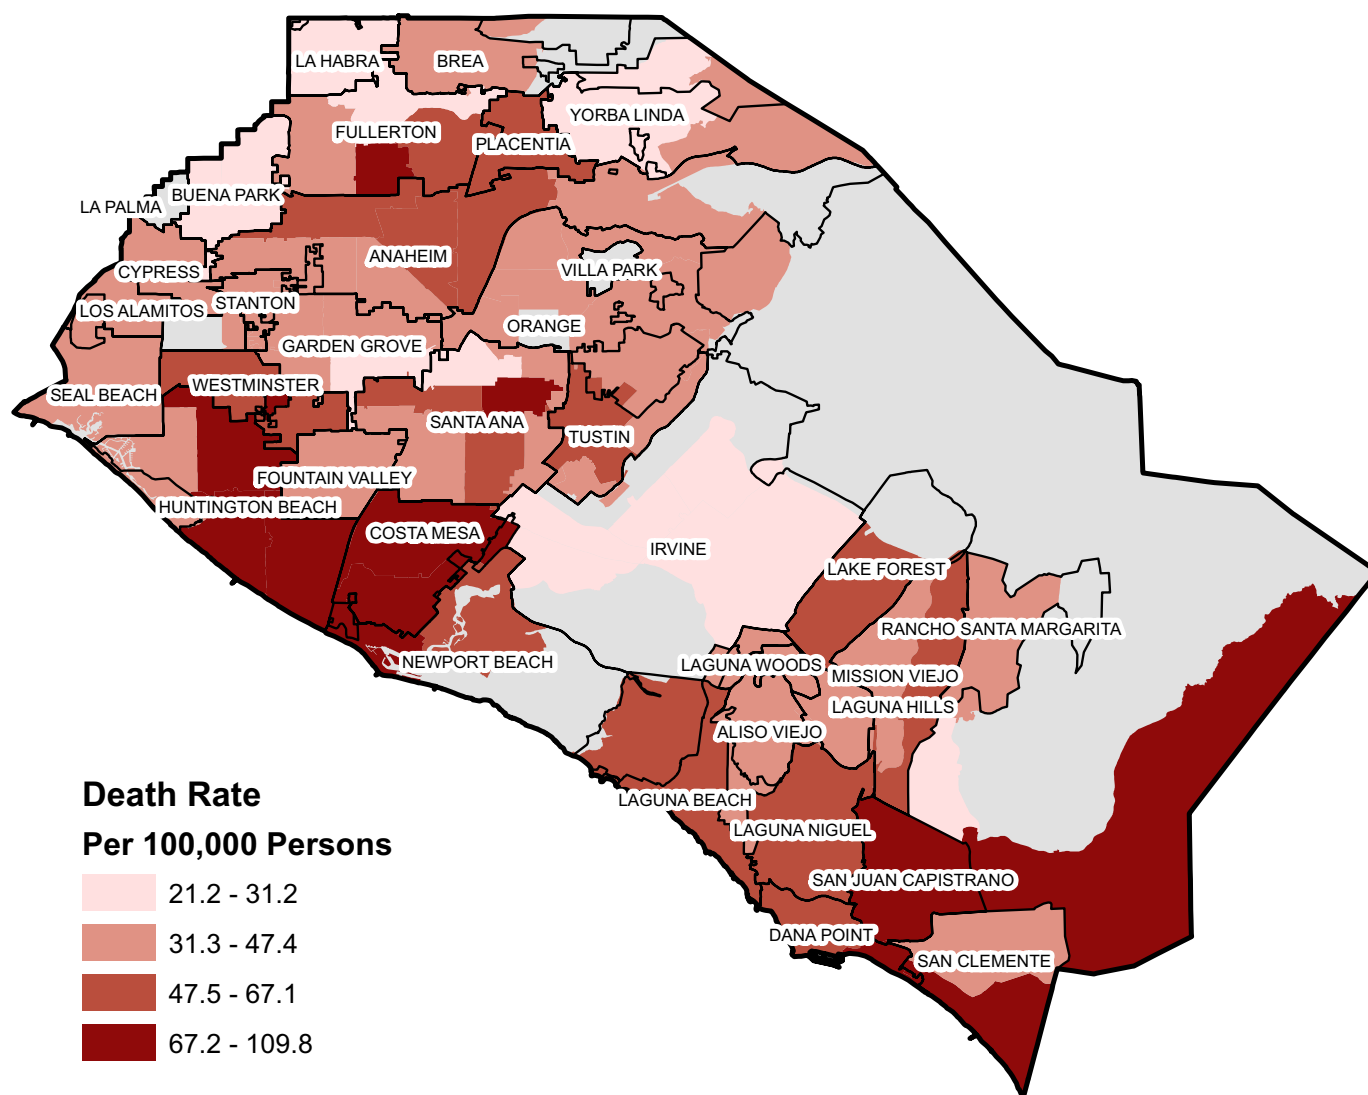 LA HABRA
BREA
YORBA LINDA
FULLERTON
PLACENTIA
BUENA PARK
LA PALMA
ANAHEIM
CYPRESS
VILLA PARK
STANTON
LOS ALAMITOS
ORANGE
GARDEN GROVE
WESTMINSTER
SEAL BEACH
SANTA ANA
TUSTIN
FOUNTAIN VALLEY
HUNTINGTON BEACH
COSTA MESA
IRVINE
LAKE FOREST
RANCHO SANTA MARGARITA
NEWPORT BEACH
LAGUNA WOODS
MISSION VIEJO
LAGUNA HILLS
ALISO VIEJO
LAGUNA BEACH
LAGUNA NIGUEL
SAN JUAN CAPISTRANO
DANA POINT
SAN CLEMENTE
Death Rate
Per 100,000 Persons
21.2 - 31.2
31.3 - 47.4
47.5 - 67.1
67.2 - 109.8